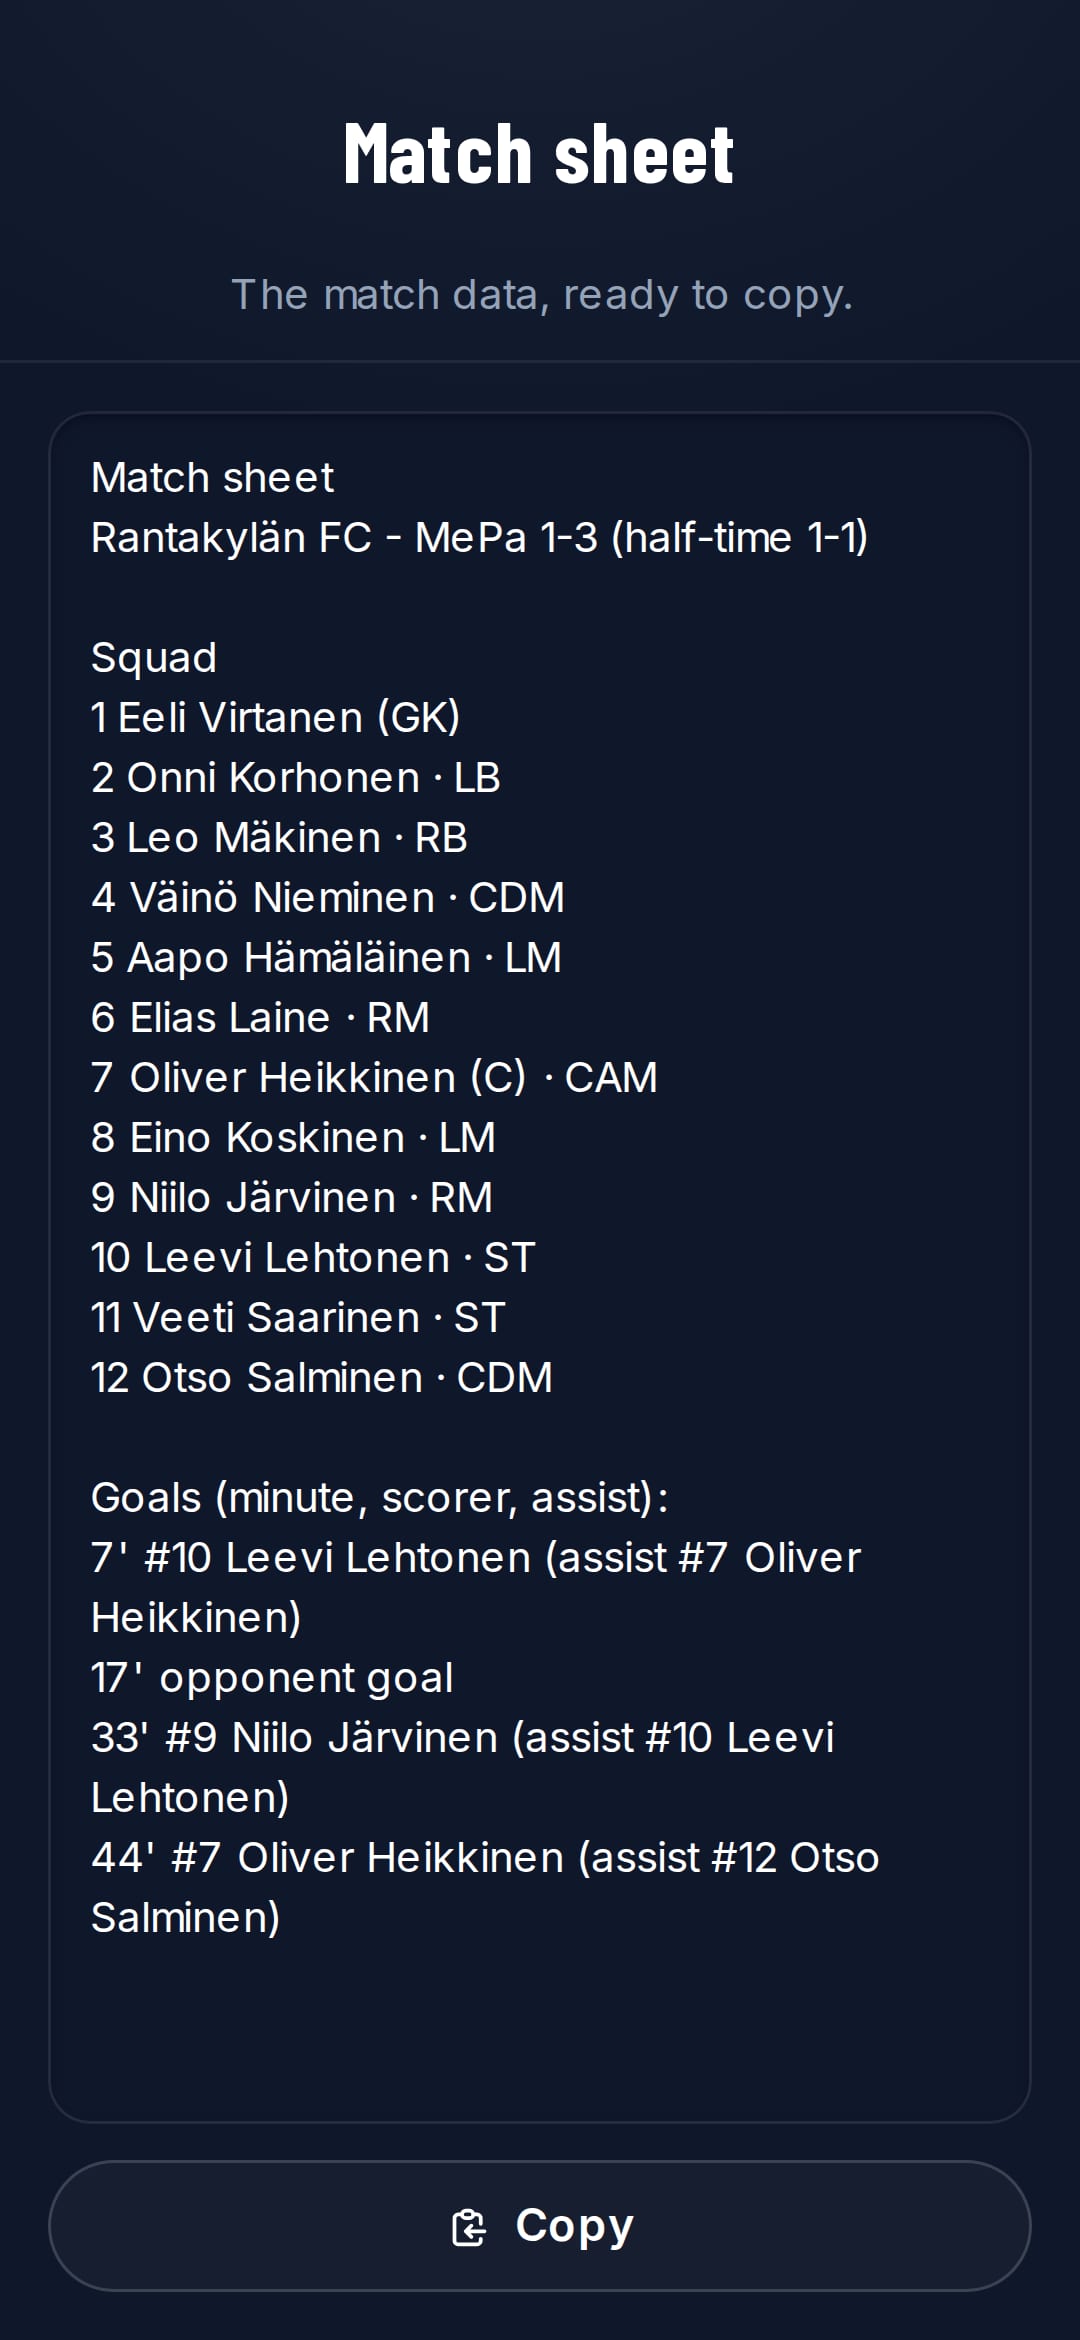 Match sheet
The match data, ready to copy.
Match sheet
Rantakylän FC - MePa 1-3 (half-time 1-1)
Squad
1 Eeli Virtanen (GK)
2 Onni Korhonen · LB
3 Leo Mäkinen · RB
4 Väinö Nieminen · CDM
5 Aapo Hämäläinen · LM
6 Elias Laine · RM
7 Oliver Heikkinen (C) · CAM
8 Eino Koskinen · LM
9 Niilo Järvinen · RM
10 Leevi Lehtonen · ST
11 Veeti Saarinen · ST
12 Otso Salminen · CDM
Goals (minute, scorer, assist):
7' #10 Leevi Lehtonen (assist #7 Oliver
Heikkinen)
17' opponent goal
33' #9 Niilo Järvinen (assist #10 Leevi
Lehtonen)
44' #7 Oliver Heikkinen (assist #12 Otso
Salminen)
Copy